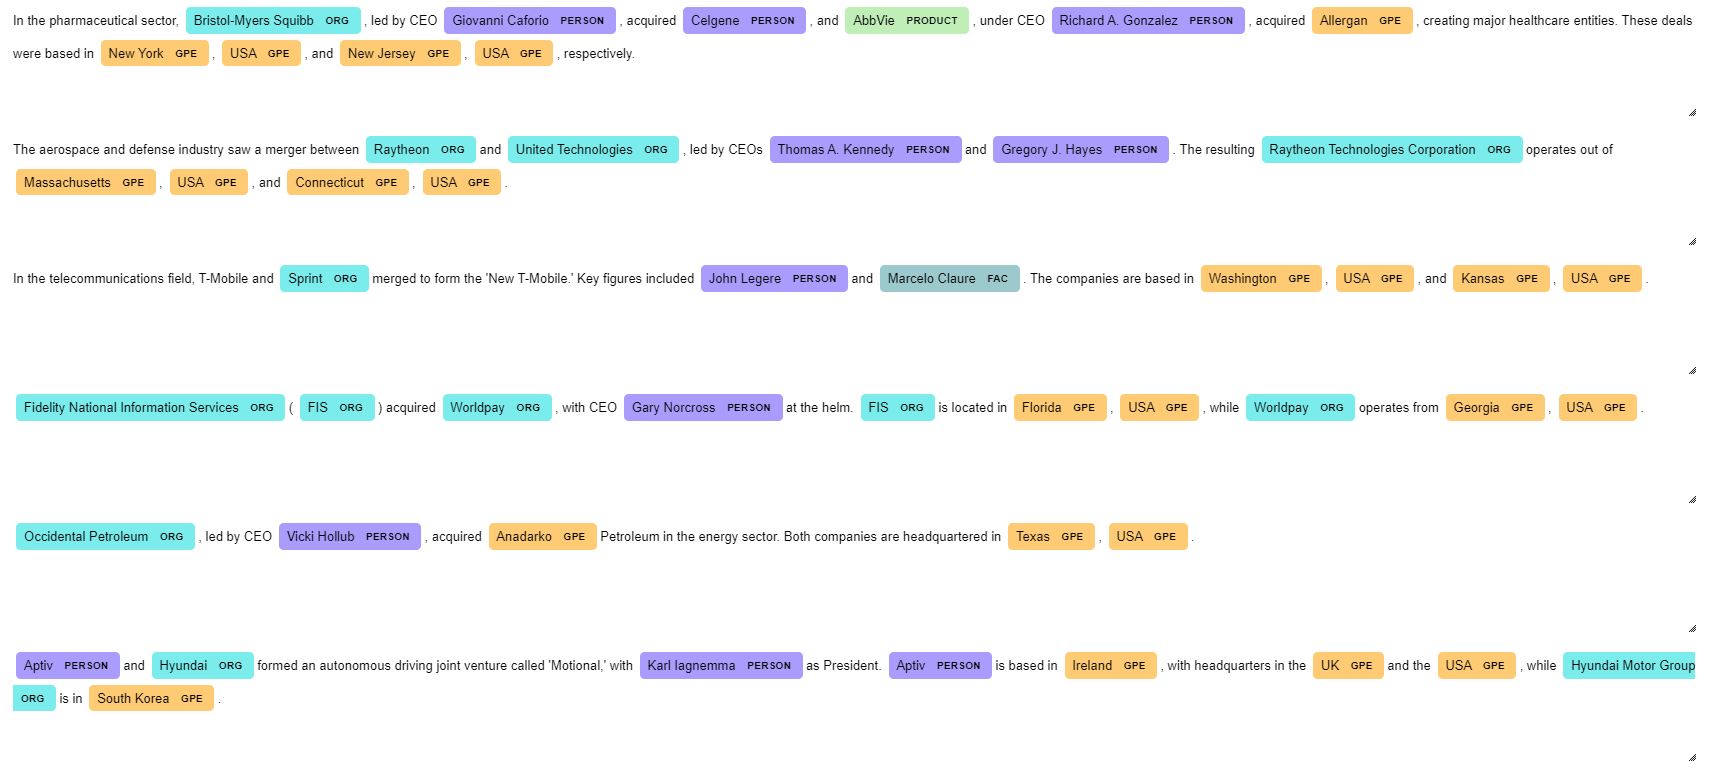 In the pharmaceutical sector, Bristol-Myers Squibb ORG , led by CEO Giovanni Caforio PERSON , acquired Celgene PERSON , and AbbVie PRODUCT , under CEO Richard A. Gonzalez PERSON , acquired Allergan GPE , creating major healthcare entities. These deals
were based in New York GPE , USA GPE , and New Jersey GPE , USA GPE , respectively.
The aerospace and defense industry saw a merger between Raytheon ORG and United Technologies ORG , led by CEOs Thomas A. Kennedy PERSON and Gregory J. Hayes PERSON . The resulting Raytheon Technologies Corporation ORG operates out of
Massachusetts GPE , USA GPE , and Connecticut GPE , USA GPE .
In the telecommunications field, T-Mobile and Sprint ORG merged to form the 'New T-Mobile.' Key figures included John Legere PERSON and Marcelo Claure FAC . The companies are based in Washington GPE , USA GPE , and Kansas GPE , USA GPE .
Fidelity National Information Services ORG ( FIS ORG ) acquired Worldpay ORG , with CEO Gary Norcross PERSON at the helm. FIS ORG is located in Florida GPE , USA GPE , while Worldpay ORG operates from Georgia GPE , USA GPE .
Occidental Petroleum ORG , led by CEO Vicki Hollub PERSON , acquired Anadarko GPE Petroleum in the energy sector. Both companies are headquartered in Texas GPE , USA GPE .
Aptiv PERSON and Hyundai ORG formed an autonomous driving joint venture called 'Motional,' with Karl Iagnemma PERSON as President. Aptiv PERSON is based in Ireland GPE , with headquarters in the UK GPE and the USA GPE , while Hyundai Motor Group
ORG is in South Korea GPE .